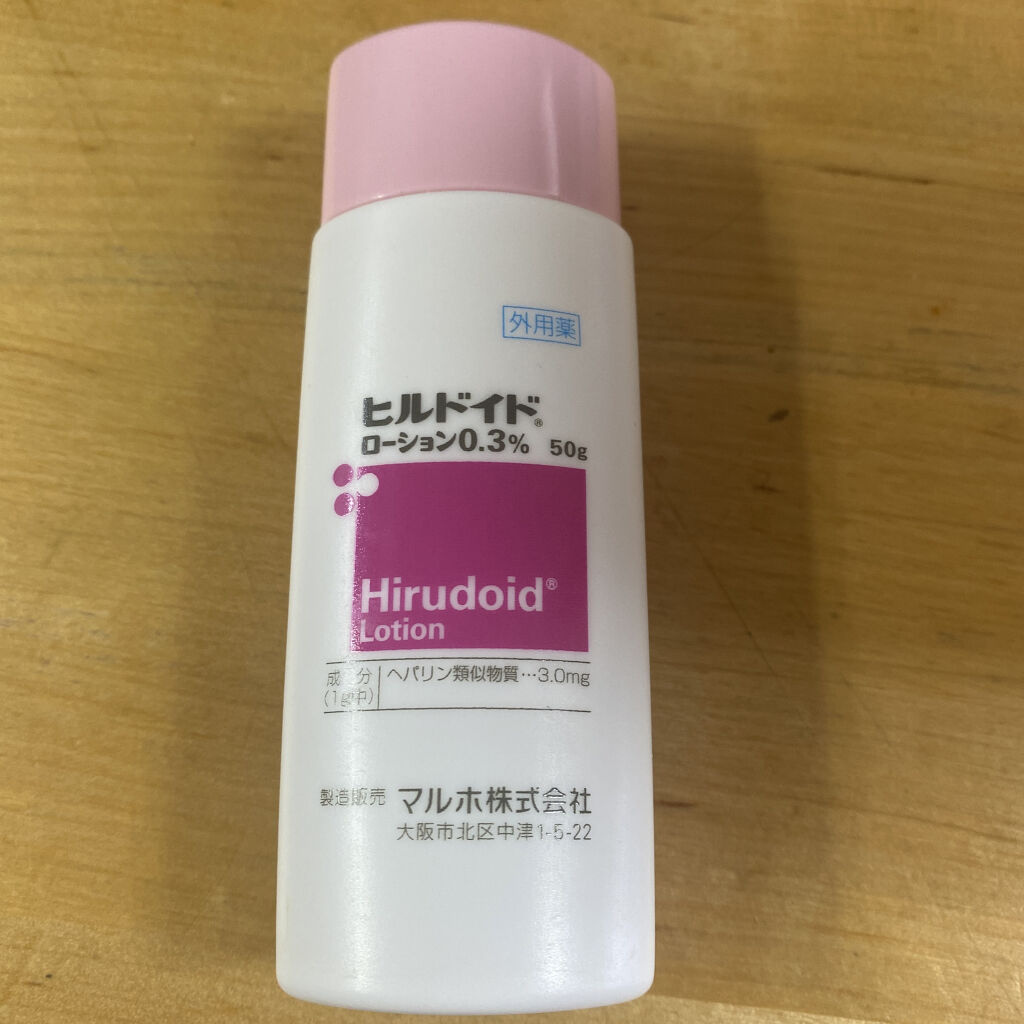 外用薬
ヒルドイド®
ローション0.3% 50g
Hirudoid®
Lotion
成分 ヘパリン類似物質…3.0mg
(1g中)
製造販売 マルホ株式会社
大阪市北区中津1-5-22